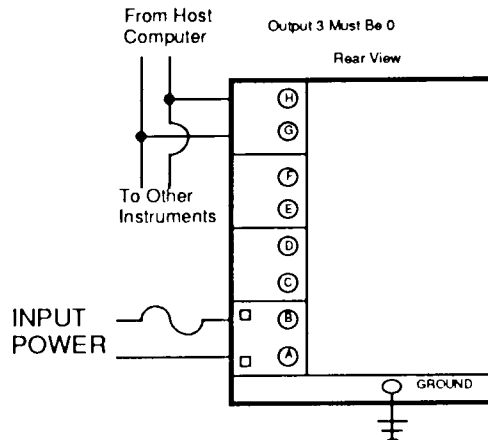 From Host
Computer
Output 3 Must Be 0
Rear View
H
G
To Other
Instruments
F
E
D
C
INPUT
POWER
B
A
GROUND